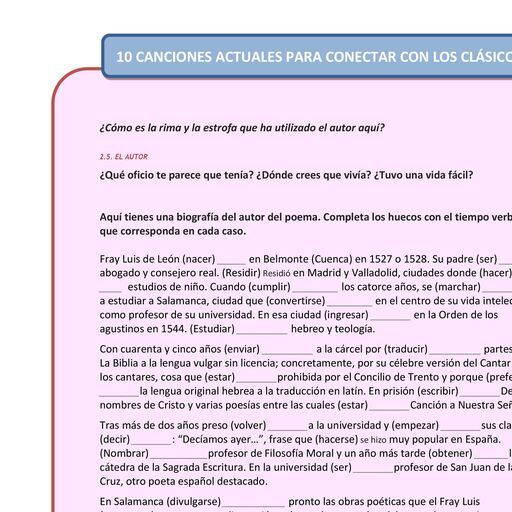 10 CANCIONES ACTUALES PARA CONECTAR CON LOS CLÁSICO
¿Cómo es la rima y la estrofa que ha utilizado el autor aquí?
2.5. EL AUTOR
¿Qué oficio te parece que tenía? ¿Dónde crees que vivía? ¿Tuvo una vida fácil?
Aquí tienes una biografía del autor del poema. Completa los huecos con el tiempo verb
que corresponda en cada caso.
Fray Luis de León (nacer) _____ en Belmonte (Cuenca) en 1527 o 1528. Su padre (ser) ___
abogado y consejero real. (Residir) Residió en Madrid y Valladolid, ciudades donde (hacer)
____ estudios de niño. Cuando (cumplir) ________ los catorce años, se (marchar) ______
a estudiar a Salamanca, ciudad que (convertirse) ________ en el centro de su vida intelec
como profesor de su universidad. En esa ciudad (ingresar) _______ en la Orden de los
agustinos en 1544. (Estudiar) _________ hebreo y teología.
Con cuarenta y cinco años (enviar) _________ a la cárcel por (traducir) _________ partes
La Biblia a la lengua vulgar sin licencia; concretamente, por su célebre versión del Cantar
los cantares, cosa que (estar) _______ prohibida por el Concilio de Trento y porque (prefe
_______ la lengua original hebrea a la traducción en latín. En prisión (escribir) _______ De
nombres de Cristo y varias poesías entre las cuales (estar) _______ Canción a Nuestra Señ
Tras más de dos años preso (volver) _______ a la universidad y (empezar) _______ sus cla
(decir) _______ : “Decíamos ayer…”, frase que (hacerse) se hizo muy popular en España.
(Nombrar) __________ profesor de Filosofía Moral y un año más tarde (obtener) ______ l
cátedra de la Sagrada Escritura. En la universidad (ser) _______ profesor de San Juan de la
Cruz, otro poeta español destacado.
En Salamanca (divulgarse) ___________ pronto las obras poéticas que el Fray Luis